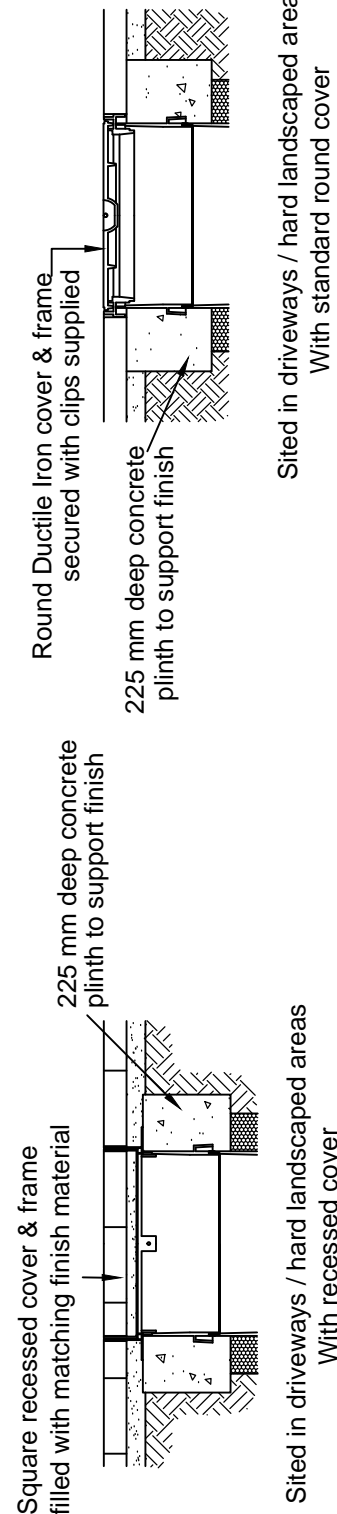 Square recessed cover & frame
filled with matching finish material
225 mm deep concrete
plinth to support finish
Sited in driveways / hard landscaped areas
With recessed cover
Round Ductile Iron cover & frame
secured with clips supplied
225 mm deep concrete
plinth to support finish
Sited in driveways / hard landscaped areas
With standard round cover